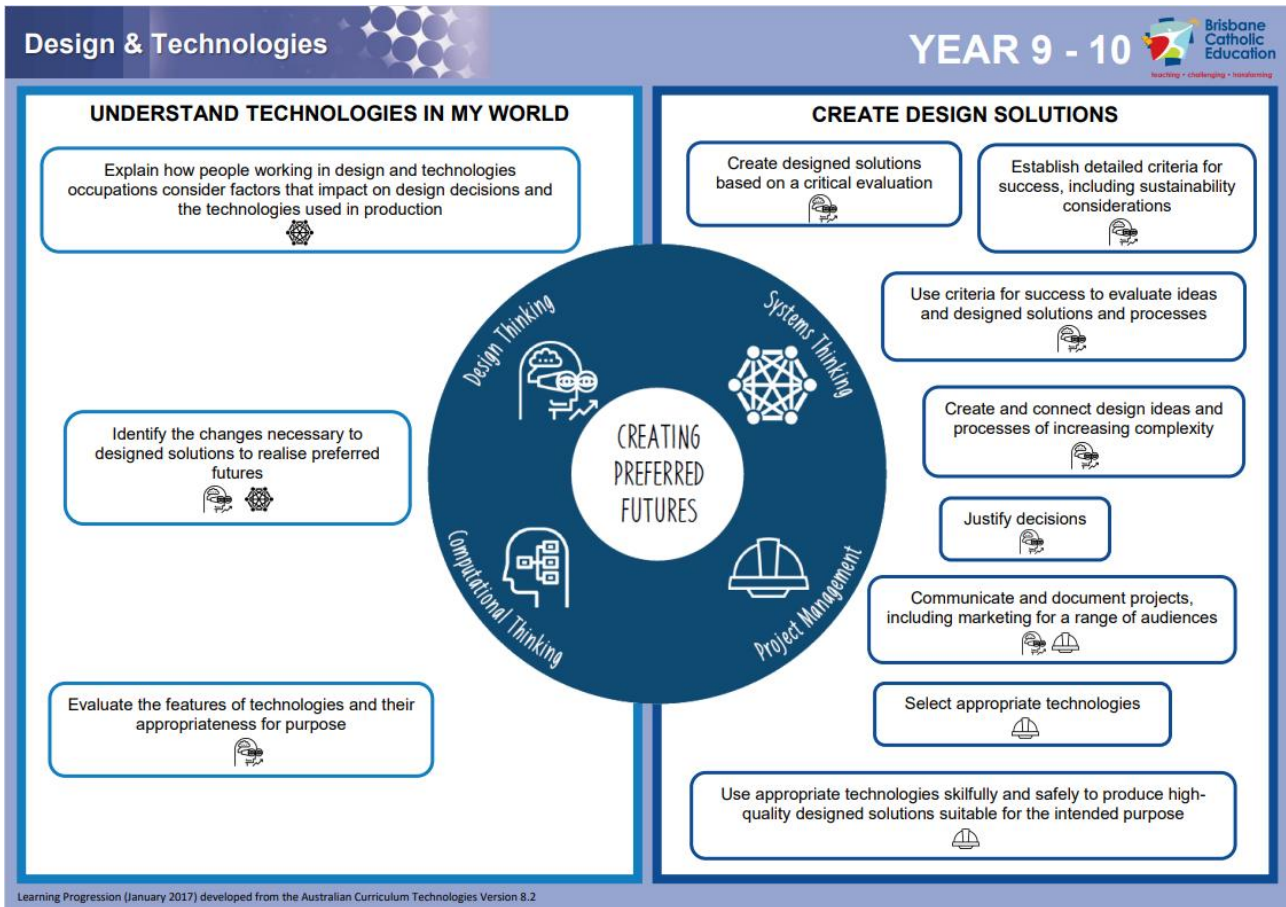 Design & Technologies
YEAR 9 - 10
Brisbane
Catholic
Education
teaching • challenging • transforming
UNDERSTAND TECHNOLOGIES IN MY WORLD
Explain how people working in design and technologies
occupations consider factors that impact on design decisions and
the technologies used in production
Identify the changes necessary to
designed solutions to realise preferred
futures
Evaluate the features of technologies and their
appropriateness for purpose
Design Thinking
Systems Thinking
CREATING
PREFERRED
FUTURES
Computational Thinking
Project Management
CREATE DESIGN SOLUTIONS
Create designed solutions
based on a critical evaluation
Establish detailed criteria for
success, including sustainability
considerations
Use criteria for success to evaluate ideas
and designed solutions and processes
Create and connect design ideas and
processes of increasing complexity
Justify decisions
Communicate and document projects,
including marketing for a range of audiences
Select appropriate technologies
Use appropriate technologies skilfully and safely to produce high-
quality designed solutions suitable for the intended purpose
Learning Progression (January 2017) developed from the Australian Curriculum Technologies Version 8.2